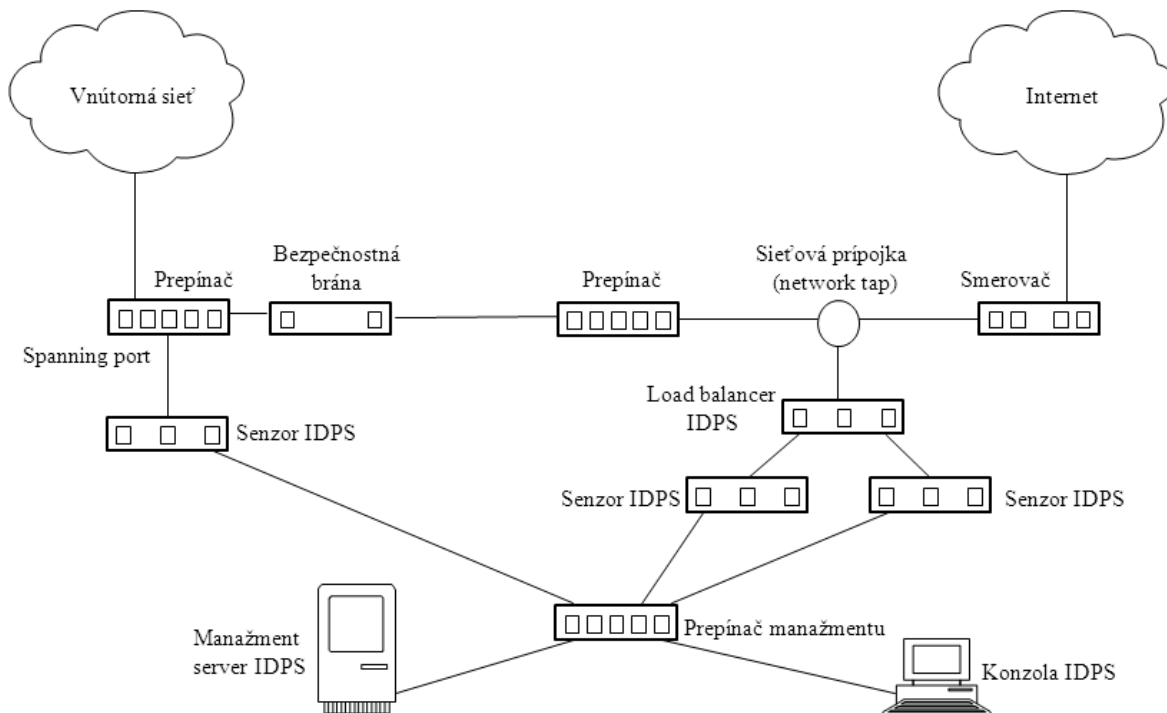 Vnútorná sieť
Internet
Bezpečnostná
brána
Sieťová prípojka
(network tap)
Prepínač
Prepínač
Smerovač
Spanning port
Load balancer
IDPS
Senzor IDPS
Senzor IDPS
Senzor IDPS
Manažment
server IDPS
Prepínač manažmentu
Konzola IDPS